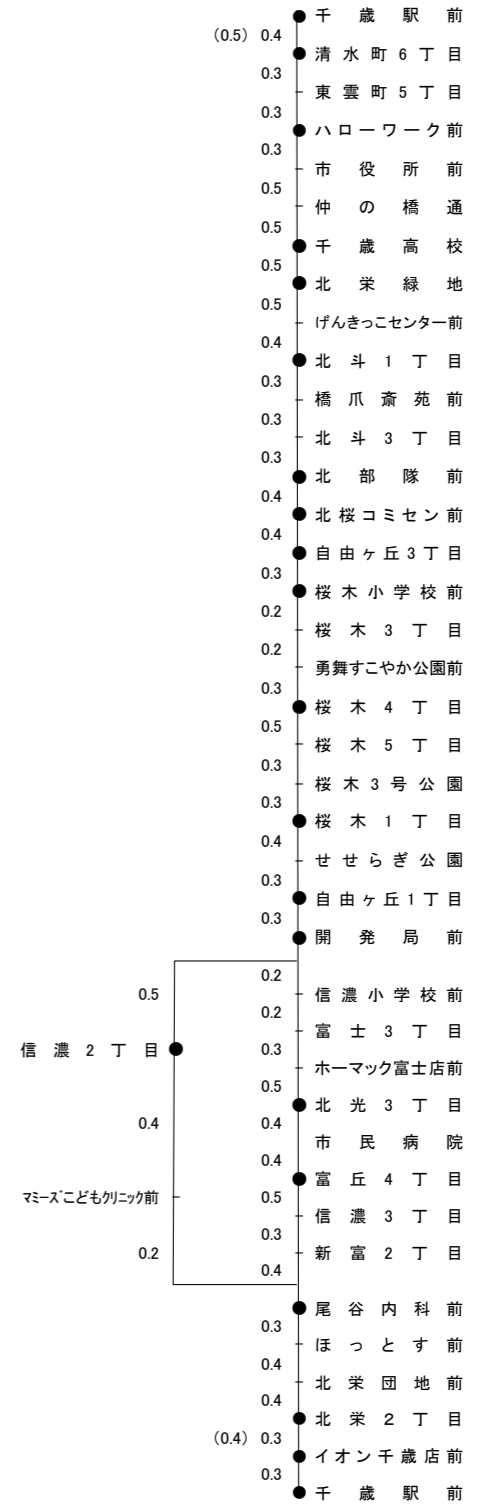 千歳駅前
(0.5) 0.4
清水町6丁目
0.3
東雲町5丁目
0.3
ハローワーク前
0.3
市役所前
0.5
仲の橋通
0.5
千歳高校
0.5
北栄緑地
0.5
げんきっこセンター前
0.4
北斗1丁目
0.3
橋爪斎苑前
0.3
北斗3丁目
0.3
北部隊前
0.4
北桜コミセン前
0.4
自由ヶ丘3丁目
0.3
桜木小学校前
0.2
桜木3丁目
0.2
勇舞すこやか公園前
0.3
桜木4丁目
0.5
桜木5丁目
0.3
桜木3号公園
0.3
桜木1丁目
0.4
せせらぎ公園
0.3
自由ヶ丘1丁目
0.3
開発局前
0.2
0.5
信濃小学校前
0.2
富士3丁目
信濃2丁目
0.3
ホーマック富士店前
0.5
北光3丁目
0.4
0.4
市民病院
0.4
富丘4丁目
マミーズこどもクリニック前
0.5
信濃3丁目
0.3
0.2
新富2丁目
0.4
尾谷内科前
0.3
ほっとす前
0.4
北栄団地前
0.4
北栄2丁目
(0.4) 0.3
イオン千歳店前
0.3
千歳駅前